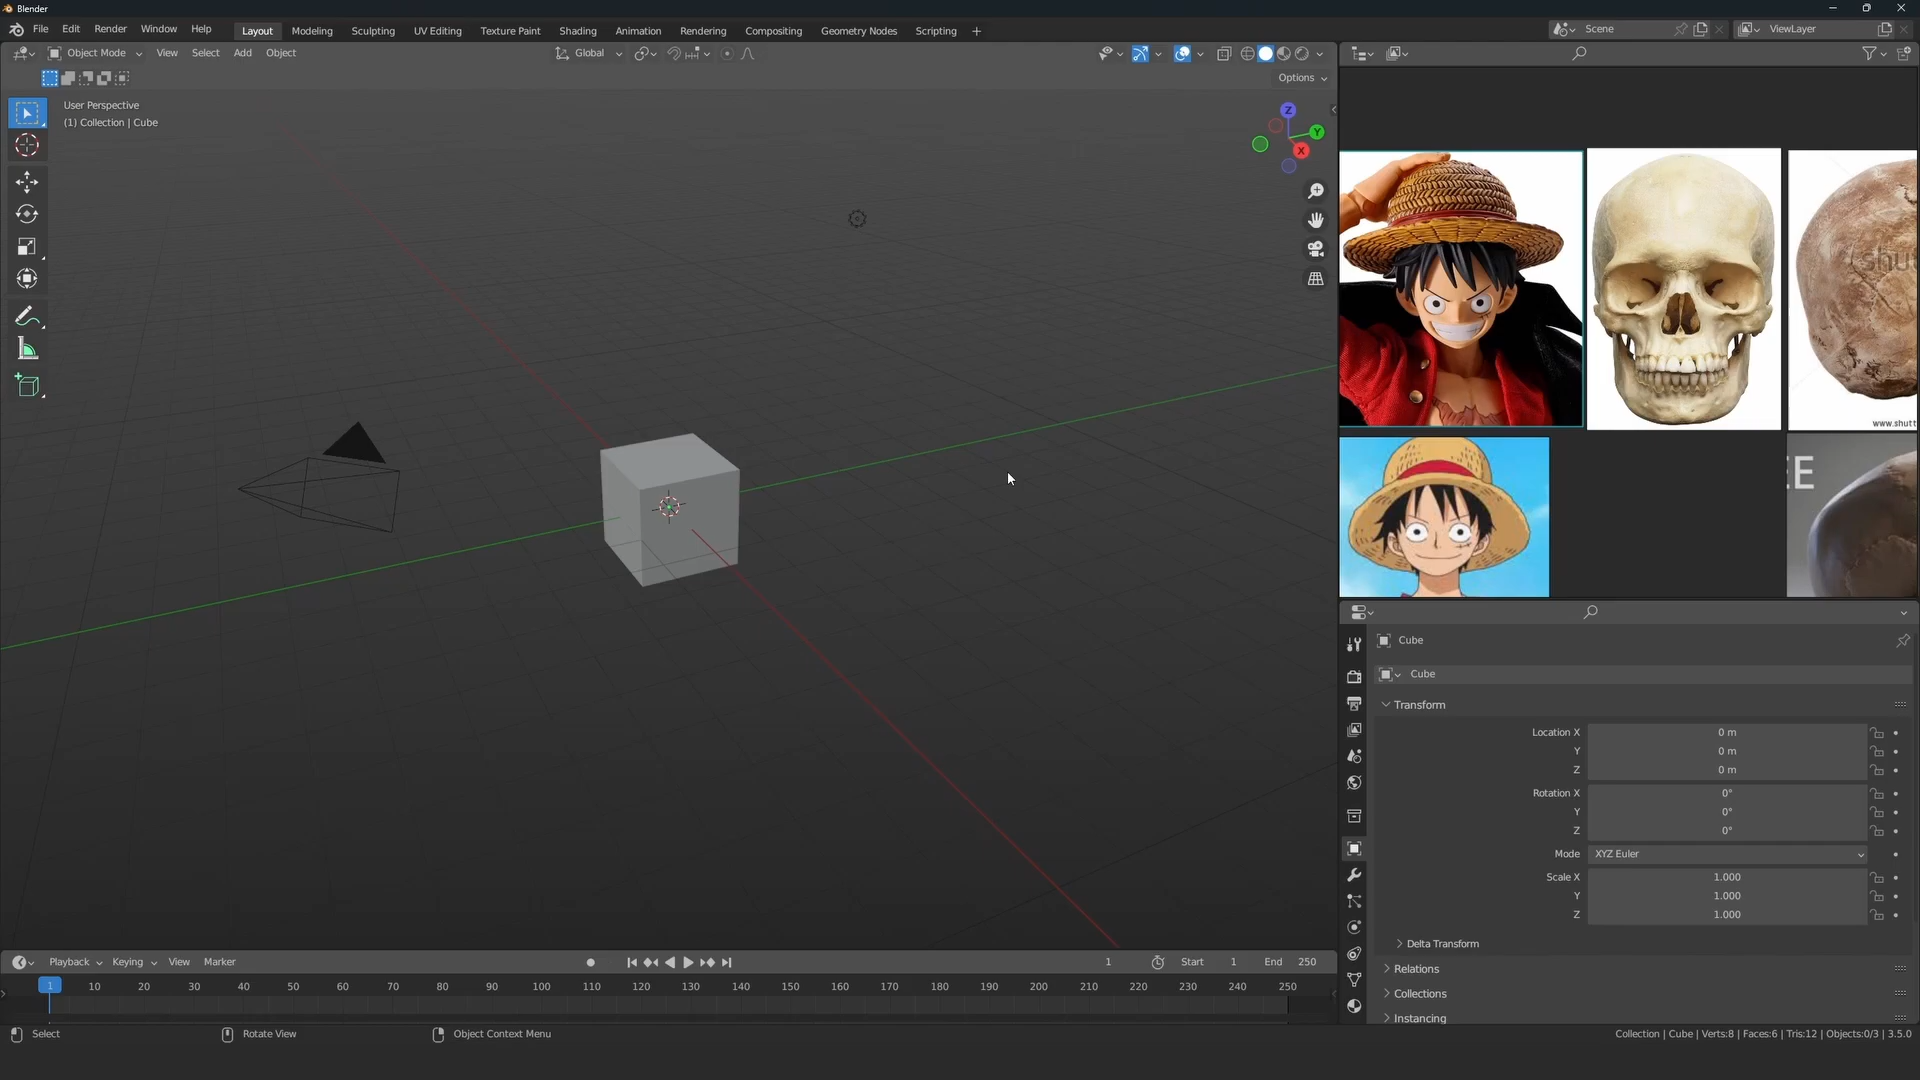 Blender
File Edit Render Window Help Layout Modeling Sculpting UV Editing Texture Paint Shading Animation Rendering Compositing Geometry Nodes Scripting + Scene ViewLayer
Object Mode View Select Add Object Global
Options
User Perspective
(1) Collection | Cube
Z
Y
X
shu
www.shutt
EE
Cube
Cube
Transform
Location X 0 m
Y 0 m
Z 0 m
Rotation X 0°
Y 0°
Z 0°
Mode XYZ Euler
Scale X 1.000
Y 1.000
Z 1.000
Delta Transform
Relations
Collections
Instancing
Playback Keying View Marker 1 Start 1 End 250
1 10 20 30 40 50 60 70 80 90 100 110 120 130 140 150 160 170 180 190 200 210 220 230 240 250
Select Rotate View Object Context Menu Collection | Cube | Verts:8 | Faces:6 | Tris:12 | Objects:0/3 | 3.5.0